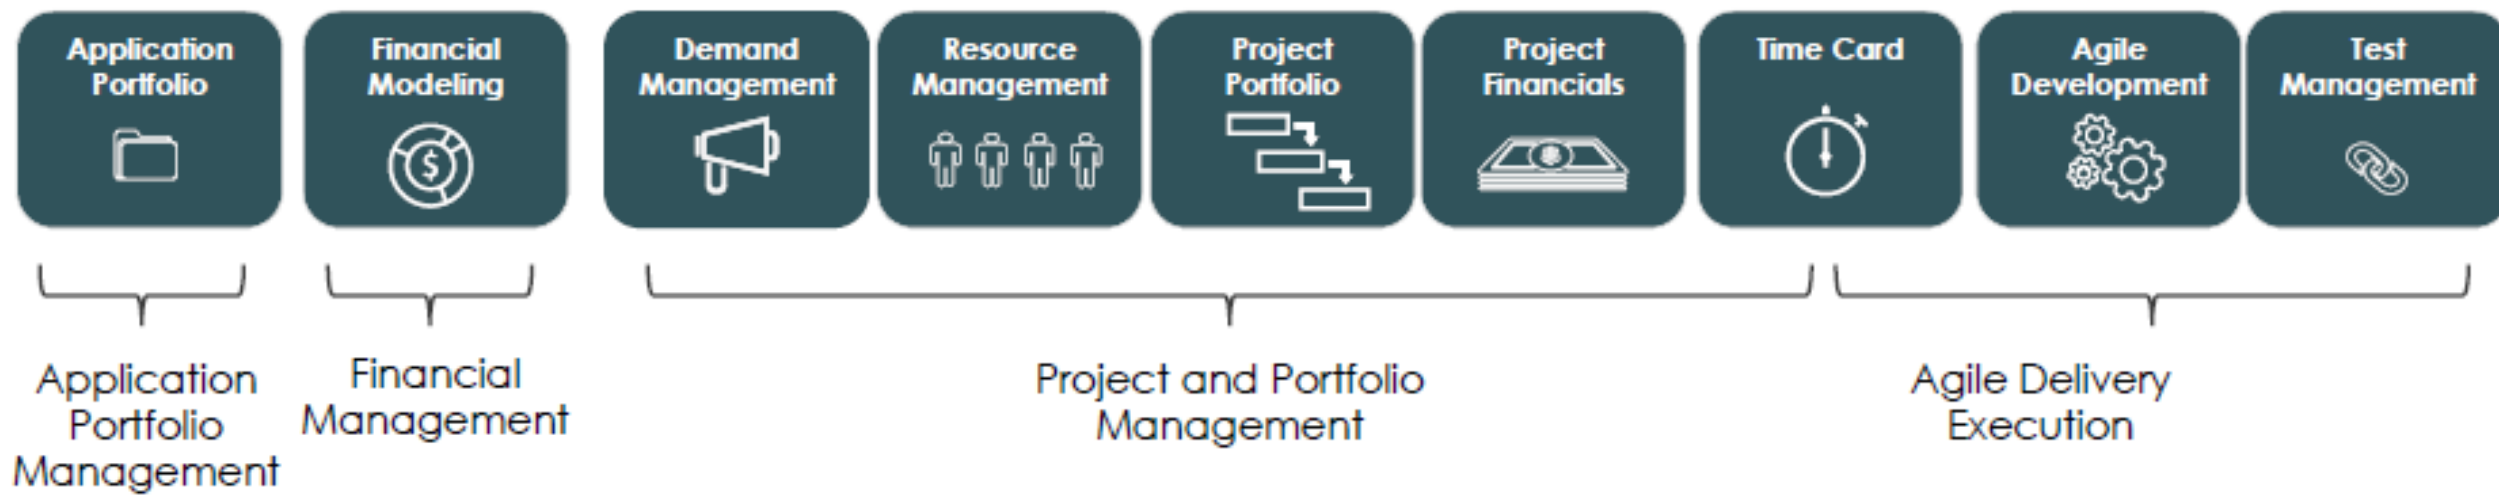 Application
Portfolio
Financial
Modeling
Demand
Management
Resource
Management
Project
Portfolio
Project
Financials
Time Card
Agile
Development
Test
Management
$
Application
Portfolio
Management
Financial
Management
Project and Portfolio
Management
Agile Delivery
Execution